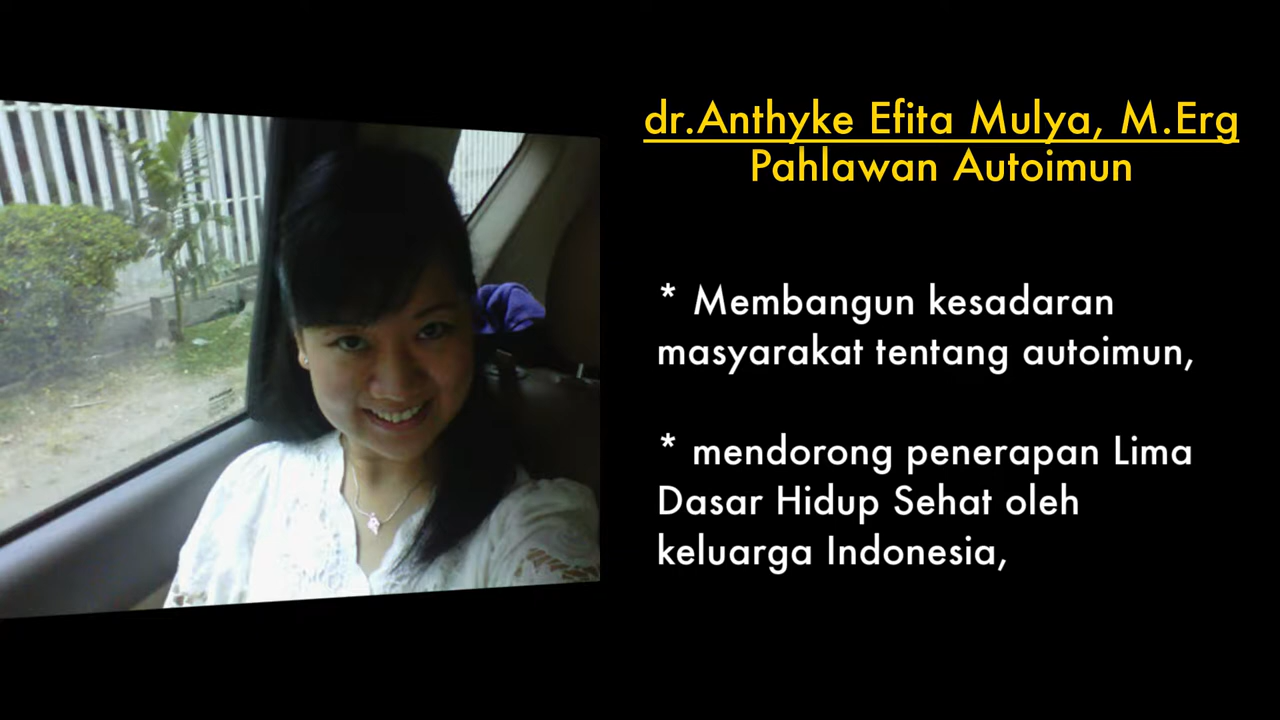 dr.Anthyke Efita Mulya, M.Erg
Pahlawan Autoimun
* Membangun kesadaran
masyarakat tentang autoimun,
* mendorong penerapan Lima
Dasar Hidup Sehat oleh
keluarga Indonesia,